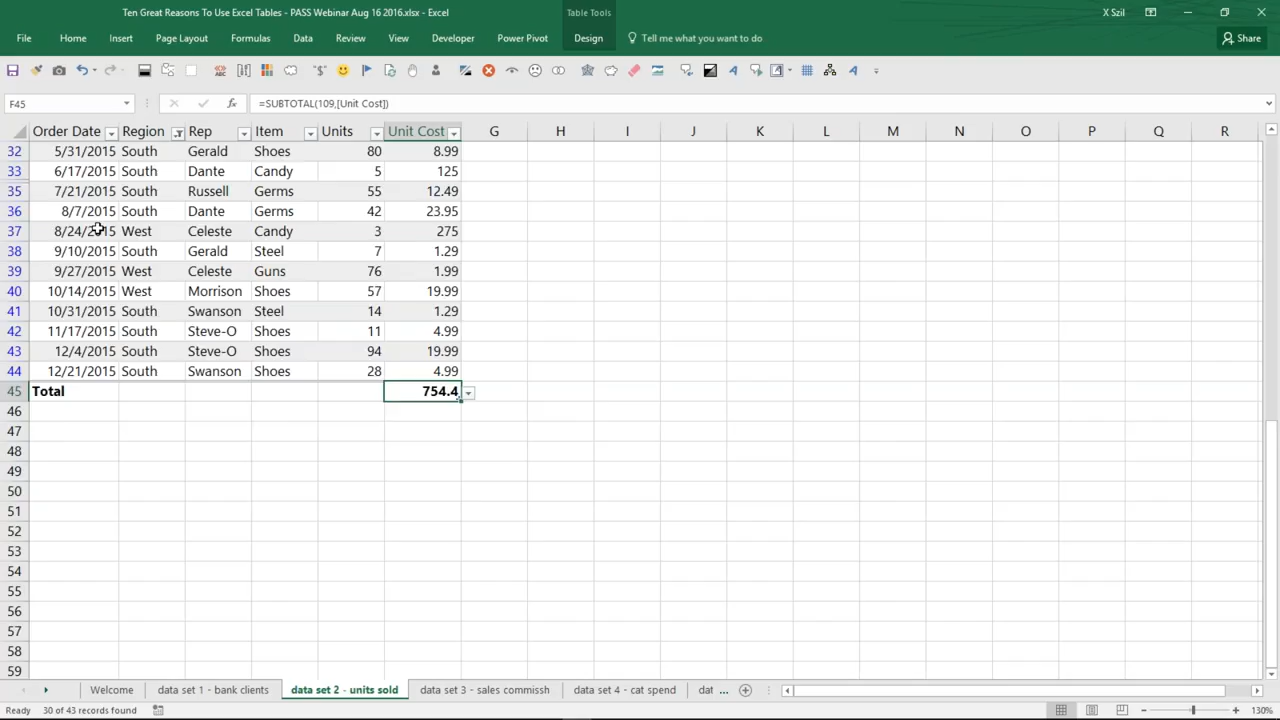 Ten Great Reasons To Use Excel Tables - PASS Webinar Aug 16 2016.xlsx - Excel
Table Tools
X Szil
File Home Insert Page Layout Formulas Data Review View Developer Power Pivot Design Tell me what you want to do Share
F45 fx =SUBTOTAL(109,[Unit Cost])
Order Date Region Rep Item Units Unit Cost G H I J K L M N O P Q R
32 5/31/2015 South Gerald Shoes 80 8.99
33 6/17/2015 South Dante Candy 5 125
35 7/21/2015 South Russell Germs 55 12.49
36 8/7/2015 South Dante Germs 42 23.95
37 8/24/2015 West Celeste Candy 3 275
38 9/10/2015 South Gerald Steel 7 1.29
39 9/27/2015 West Celeste Guns 76 1.99
40 10/14/2015 West Morrison Shoes 57 19.99
41 10/31/2015 South Swanson Steel 14 1.29
42 11/17/2015 South Steve-O Shoes 11 4.99
43 12/4/2015 South Steve-O Shoes 94 19.99
44 12/21/2015 South Swanson Shoes 28 4.99
45 Total 754.4
46
47
48
49
50
51
52
53
54
55
56
57
58
59
Welcome data set 1 - bank clients data set 2 - units sold data set 3 - sales commissh data set 4 - cat spend dat ...
Ready 30 of 43 records found 130%